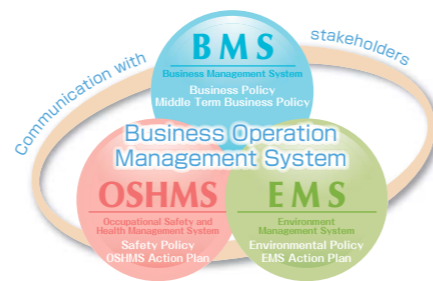 Communication with
stakeholders
BMS
Business Management System
Business Policy
Middle Term Business Policy
Business Operation
Management System
OSHMS
Occupational Safety and
Health Management System
Safety Policy
OSHMS Action Plan
EMS
Environment
Management System
Environmental Policy
EMS Action Plan